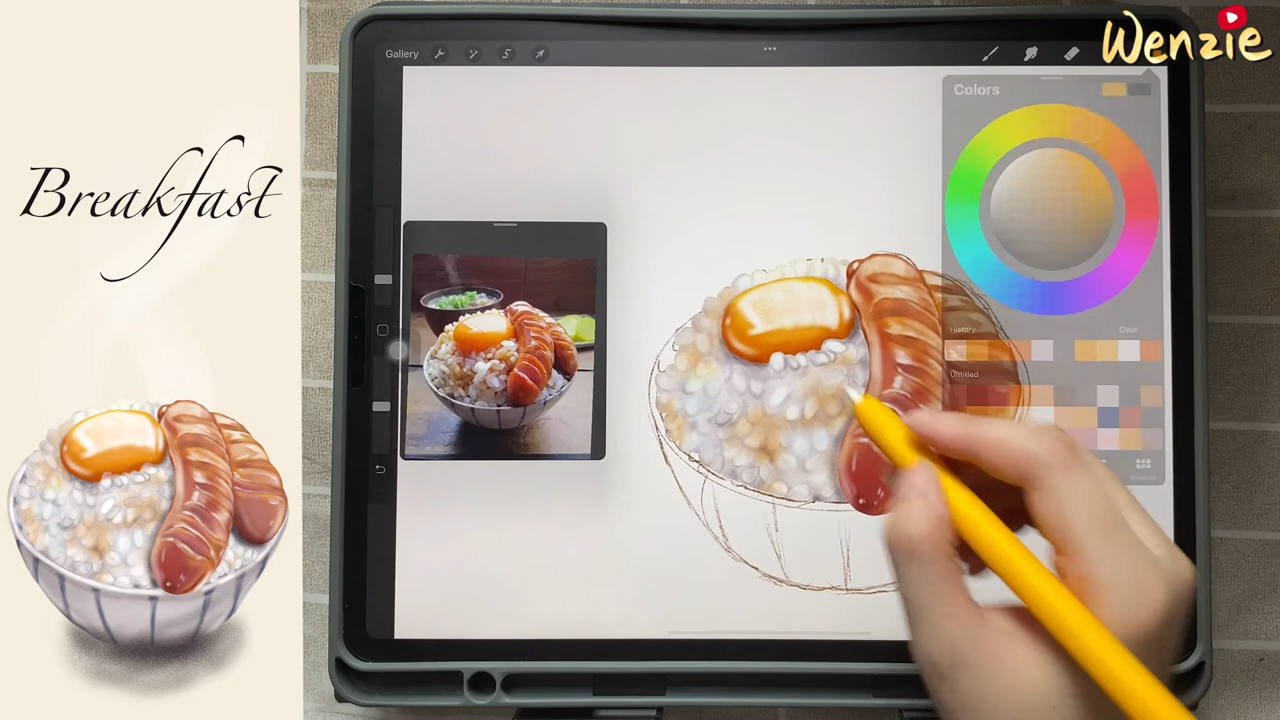 Wenzie
Gallery
Colors
Breakfast
History
Clear
Untitled